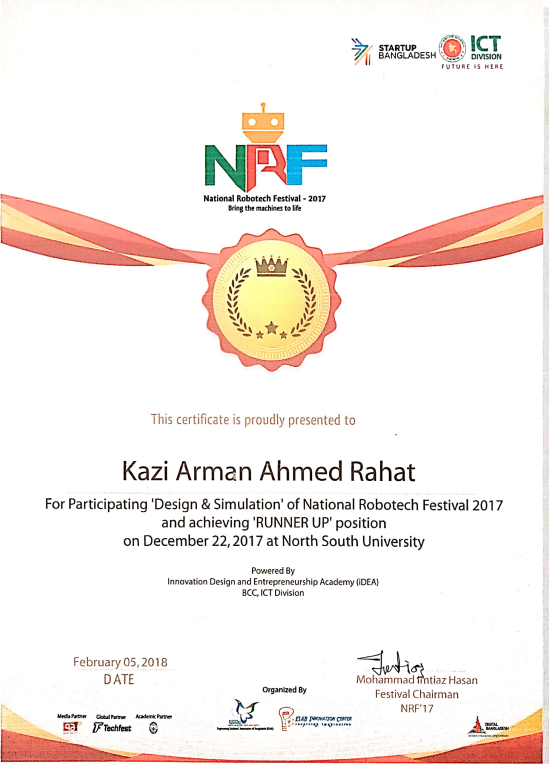 STARTUP
BANGLADESH
ICT
DIVISION
FUTURE IS HERE
NRF
National Robotech Festival - 2017
Bring the machines to life
This certificate is proudly presented to
Kazi Arman Ahmed Rahat
For Participating 'Design & Simulation' of National Robotech Festival 2017
and achieving 'RUNNER UP' position
on December 22, 2017 at North South University
Powered By
Innovation Design and Entrepreneurship Academy (iDEA)
BCC, ICT Division
February 05, 2018
DATE
Mohammad Imtiaz Hasan
Festival Chairman
NRF'17
Organized By
Media Partner
Global Partner
Academic Partner
Techfest
ELAB INNOVATION CENTER
DIGITAL
BANGLADESH